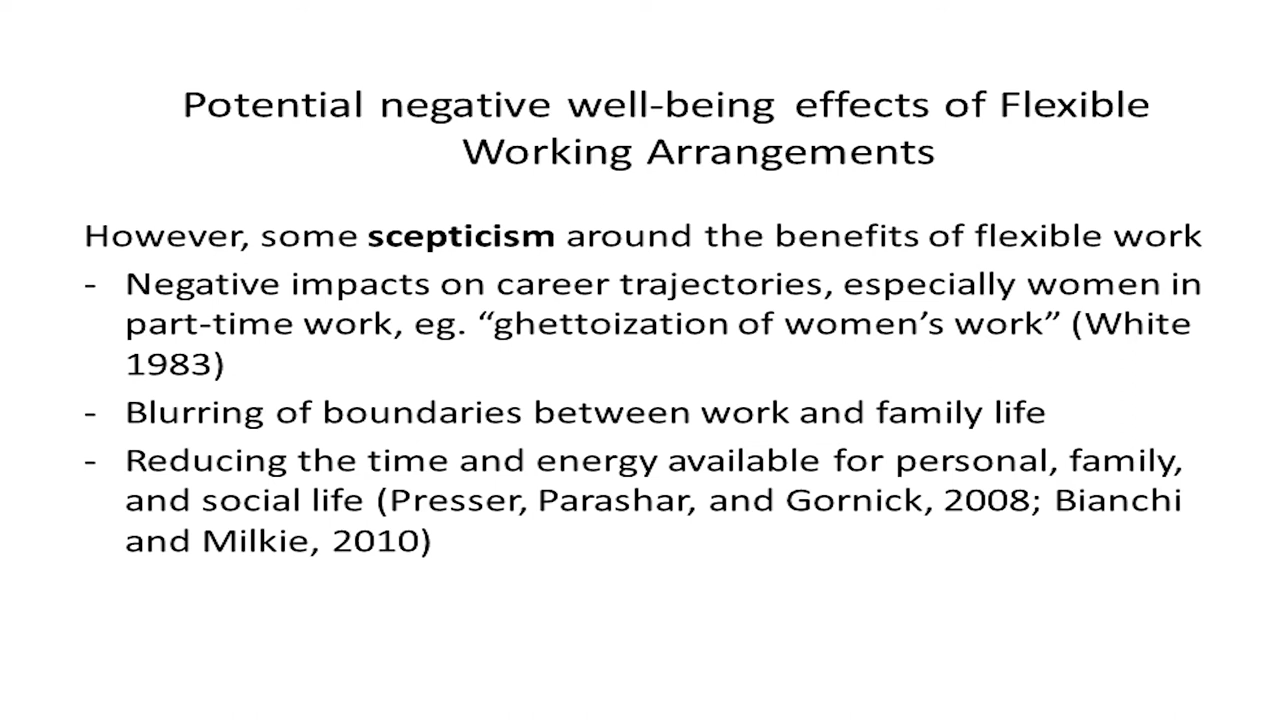 Potential negative well-being effects of Flexible
Working Arrangements
However, some scepticism around the benefits of flexible work
- Negative impacts on career trajectories, especially women in
part-time work, eg. “ghettoization of women’s work” (White
1983)
- Blurring of boundaries between work and family life
- Reducing the time and energy available for personal, family,
and social life (Presser, Parashar, and Gornick, 2008; Bianchi
and Milkie, 2010)